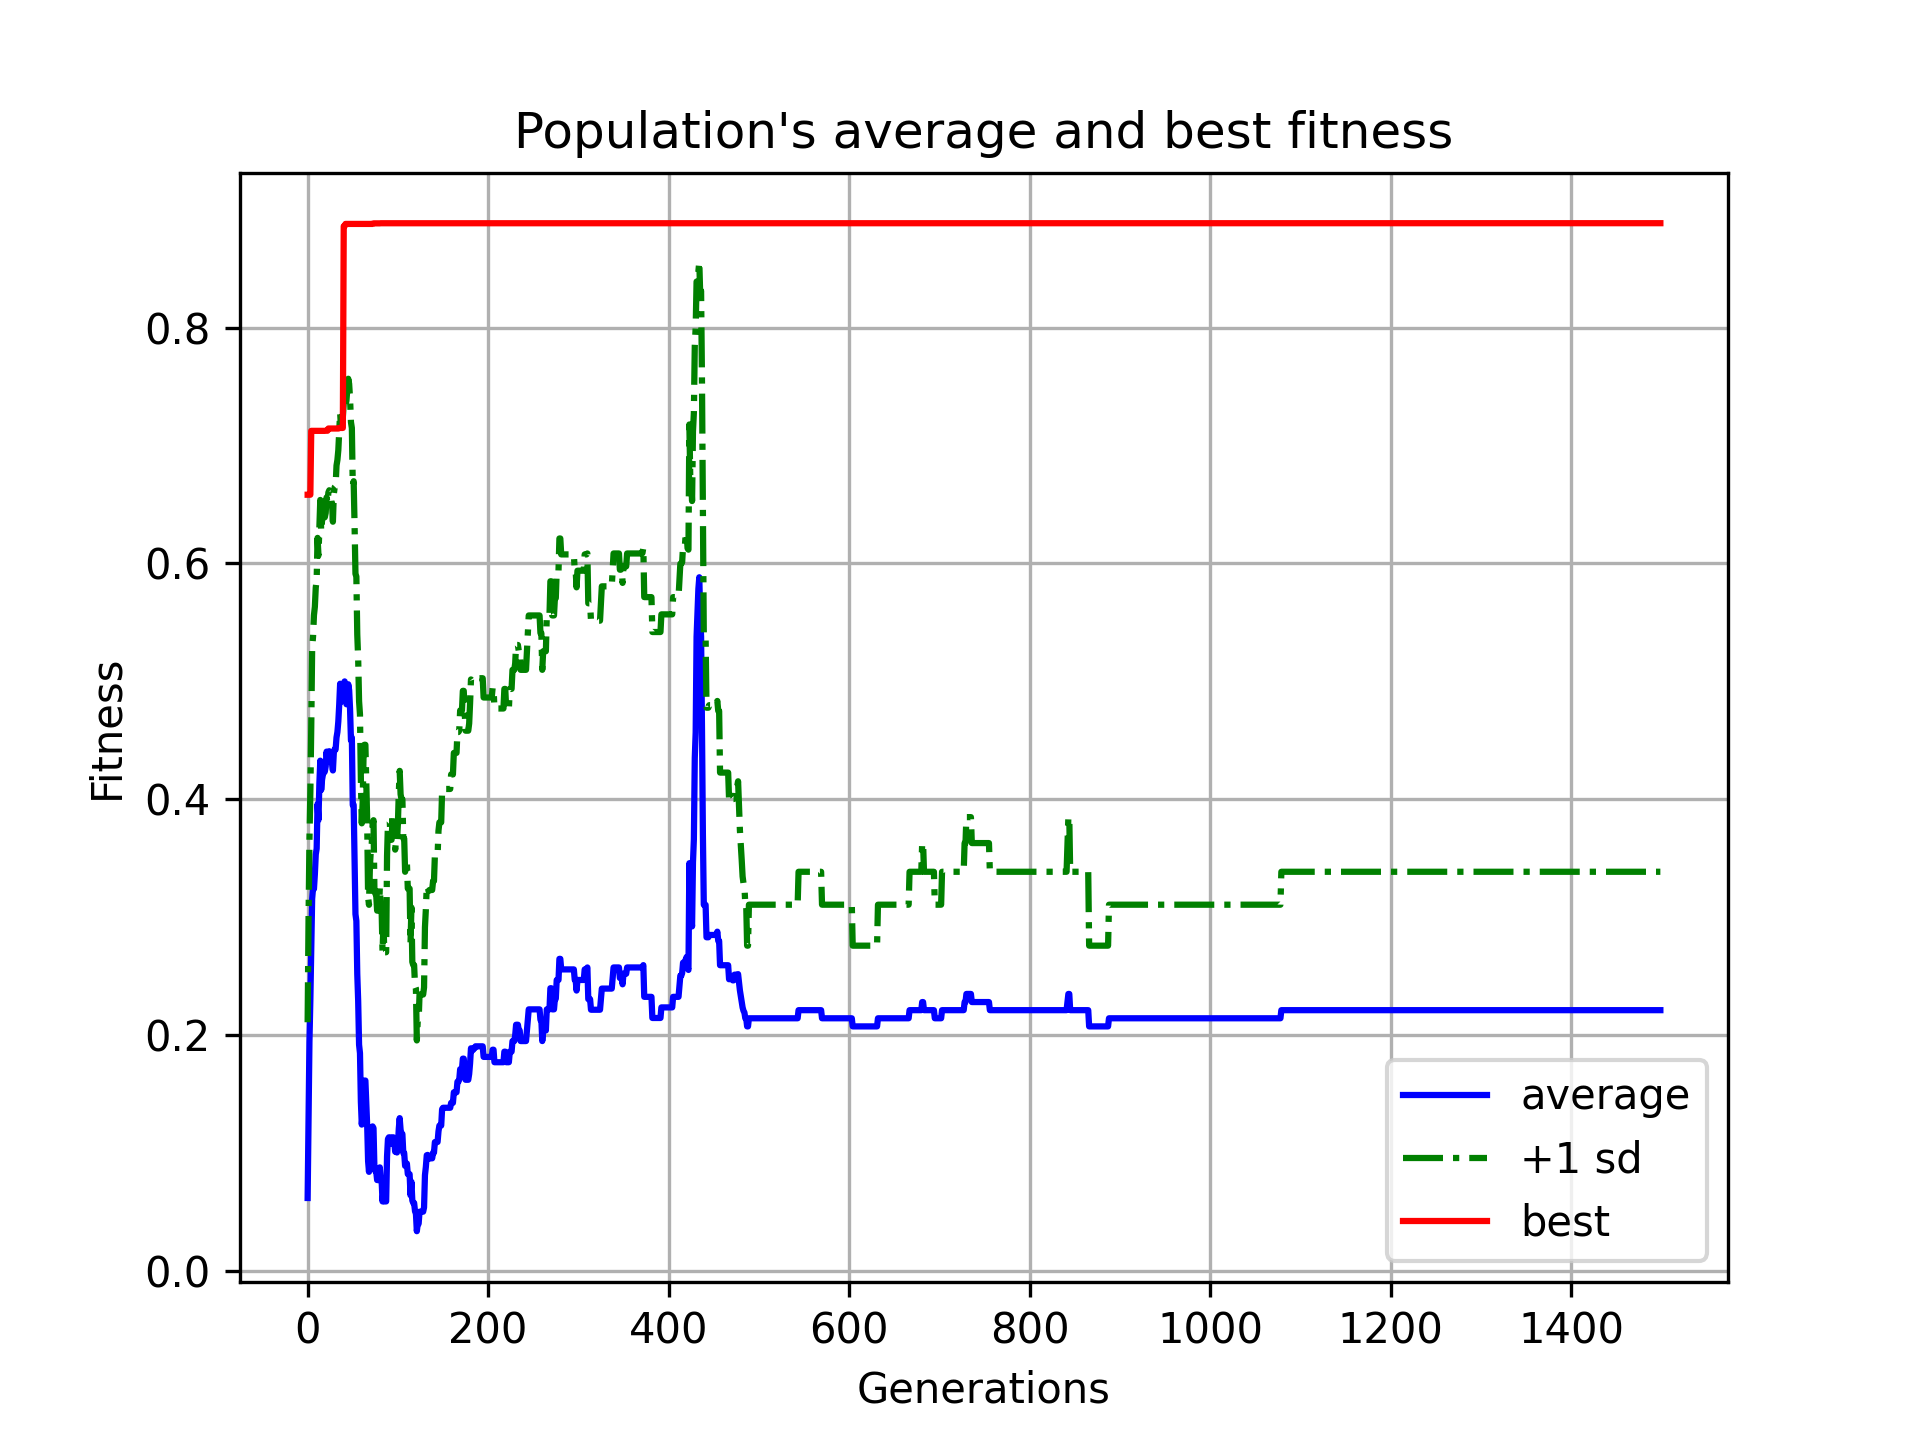 Population's average and best fitness
Fitness
0.8
0.6
0.4
0.2
0.0
0 200 400 600 800 1000 1200 1400
Generations
average
+1 sd
best